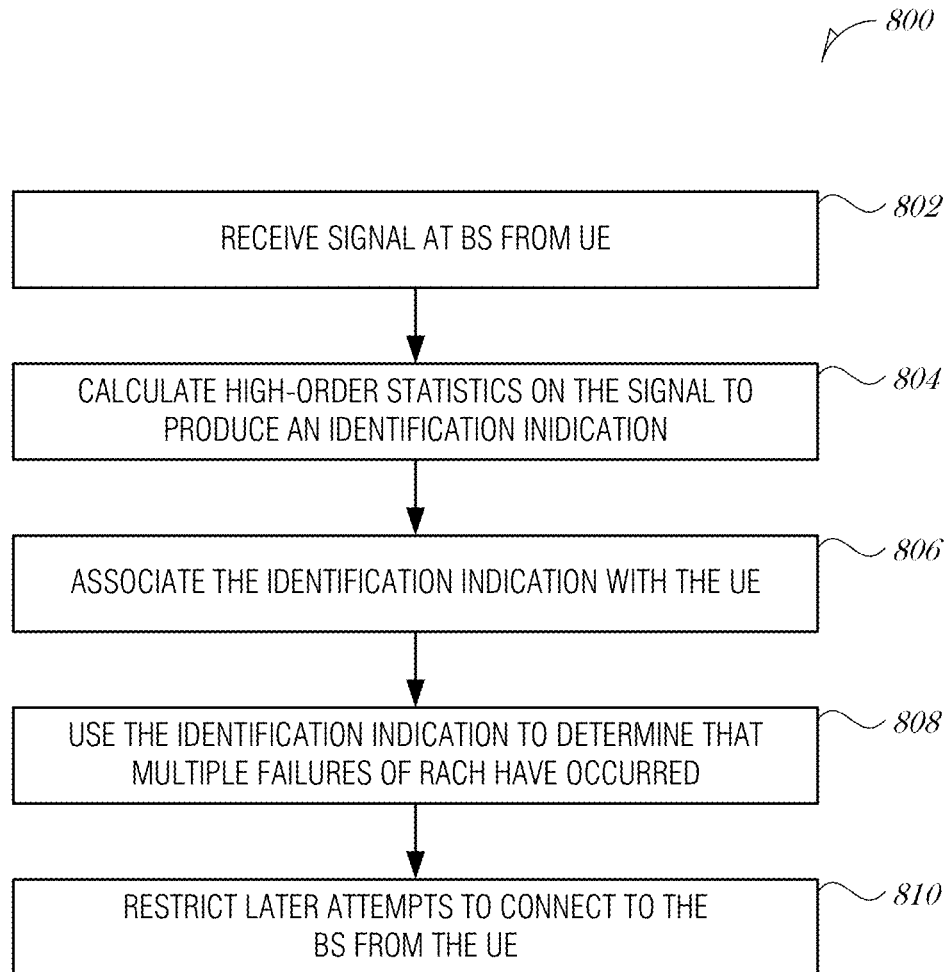 800
RECEIVE SIGNAL AT BS FROM UE
802
CALCULATE HIGH-ORDER STATISTICS ON THE SIGNAL TO
PRODUCE AN IDENTIFICATION INIDICATION
804
ASSOCIATE THE IDENTIFICATION INDICATION WITH THE UE
806
USE THE IDENTIFICATION INDICATION TO DETERMINE THAT
MULTIPLE FAILURES OF RACH HAVE OCCURRED
808
RESTRICT LATER ATTEMPTS TO CONNECT TO THE
BS FROM THE UE
810